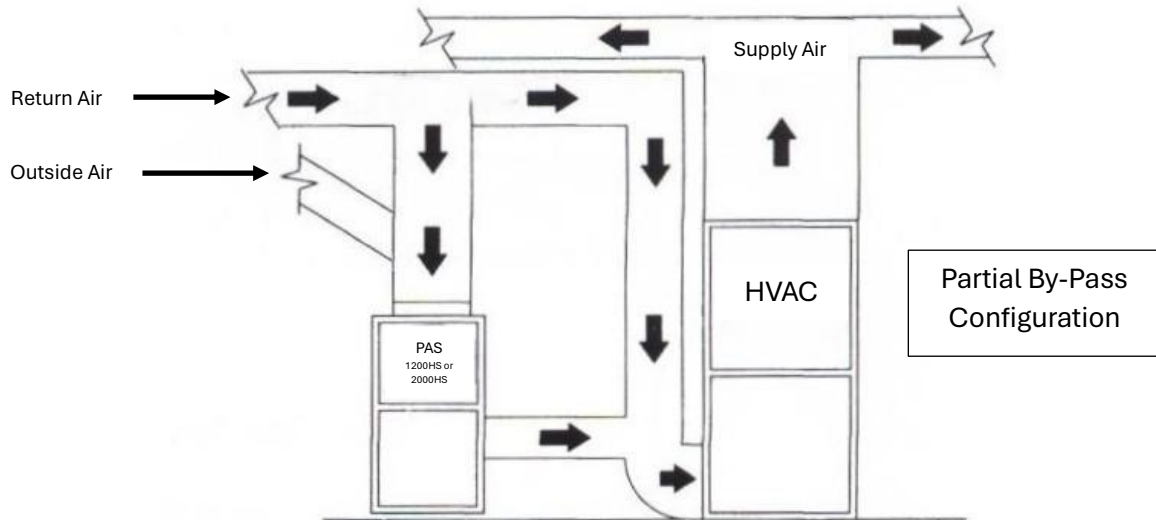 Supply Air
Return Air
Outside Air
HVAC
Partial By-Pass
Configuration
PAS
1200HS or
2000HS